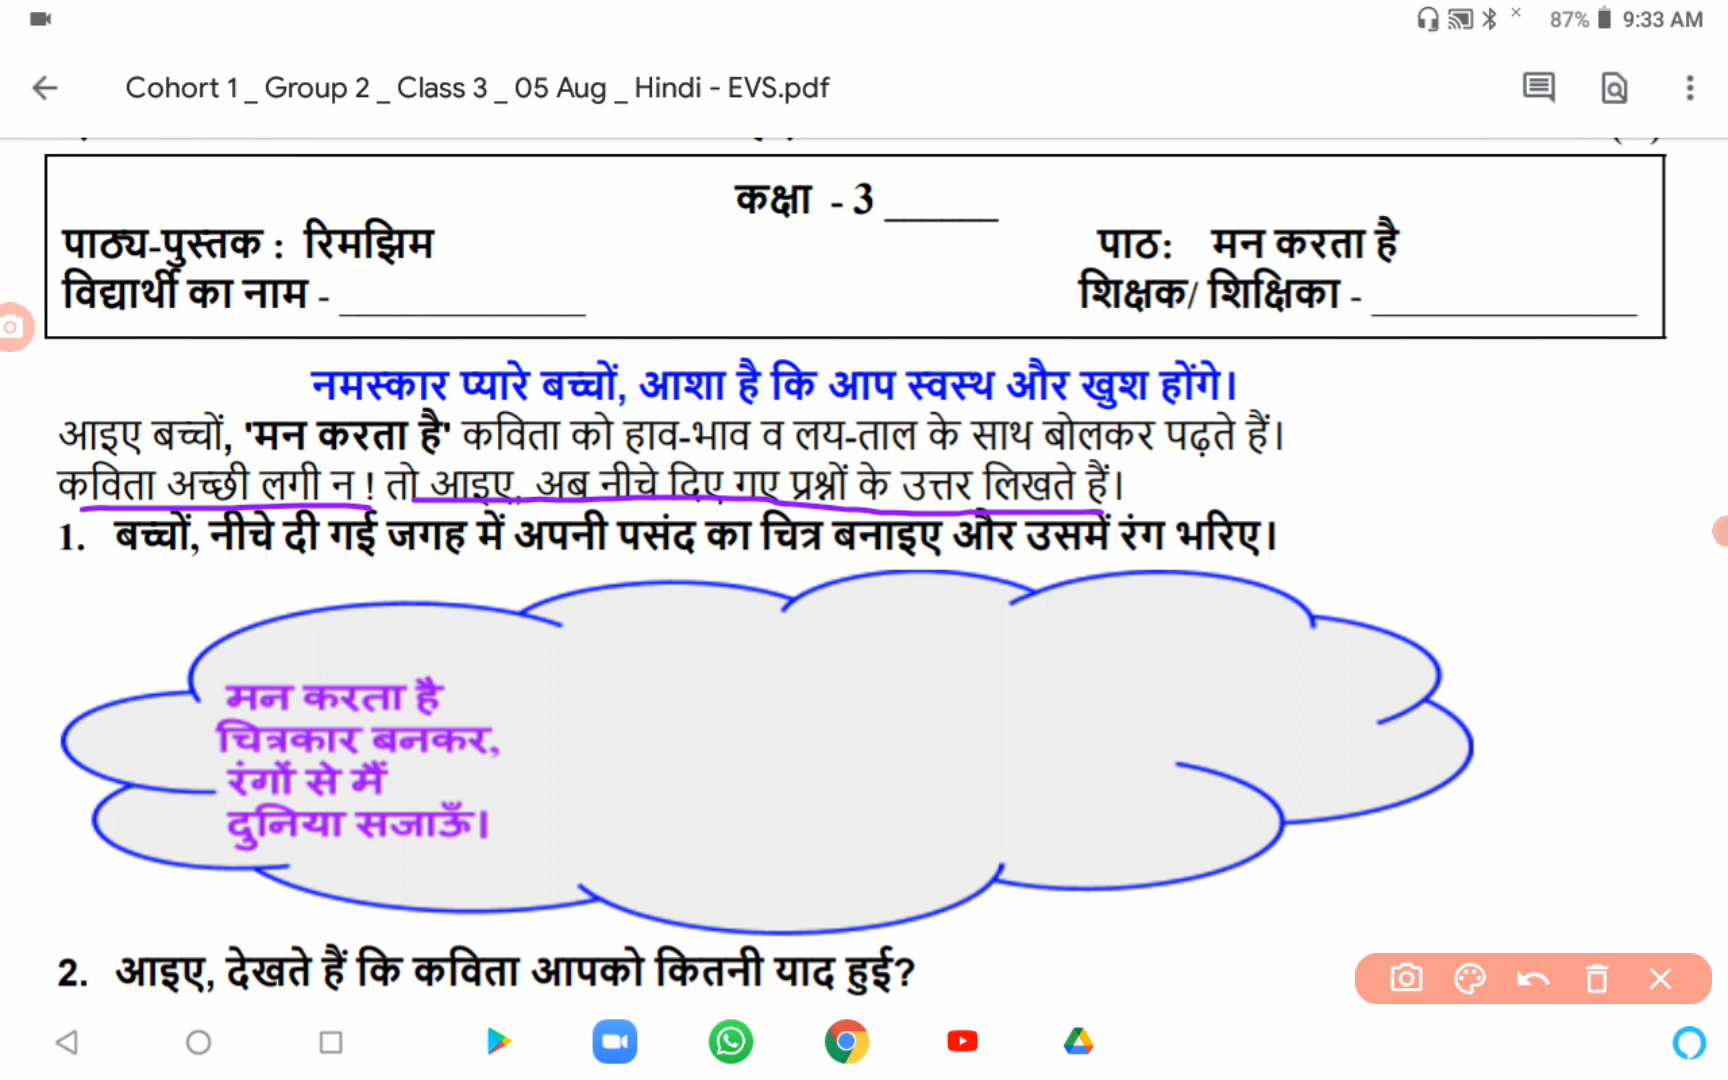 87% 9:33 AM
Cohort 1 _ Group 2 _ Class 3 _ 05 Aug _ Hindi - EVS.pdf
कक्षा - 3 ______
पाठ्य-पुस्तक : रिमझिम पाठ: मन करता है
विद्यार्थी का नाम - _____________ शिक्षक/ शिक्षिका - ______________
नमस्कार प्यारे बच्चों, आशा है कि आप स्वस्थ और खुश होंगे।
आइए बच्चों, 'मन करता है' कविता को हाव-भाव व लय-ताल के साथ बोलकर पढ़ते हैं।
कविता अच्छी लगी न ! तो आइए, अब नीचे दिए गए प्रश्नों के उत्तर लिखते हैं।
1. बच्चों, नीचे दी गई जगह में अपनी पसंद का चित्र बनाइए और उसमें रंग भरिए।
मन करता है
चित्रकार बनकर,
रंगों से मैं
दुनिया सजाऊँ।
2. आइए, देखते हैं कि कविता आपको कितनी याद हुई?